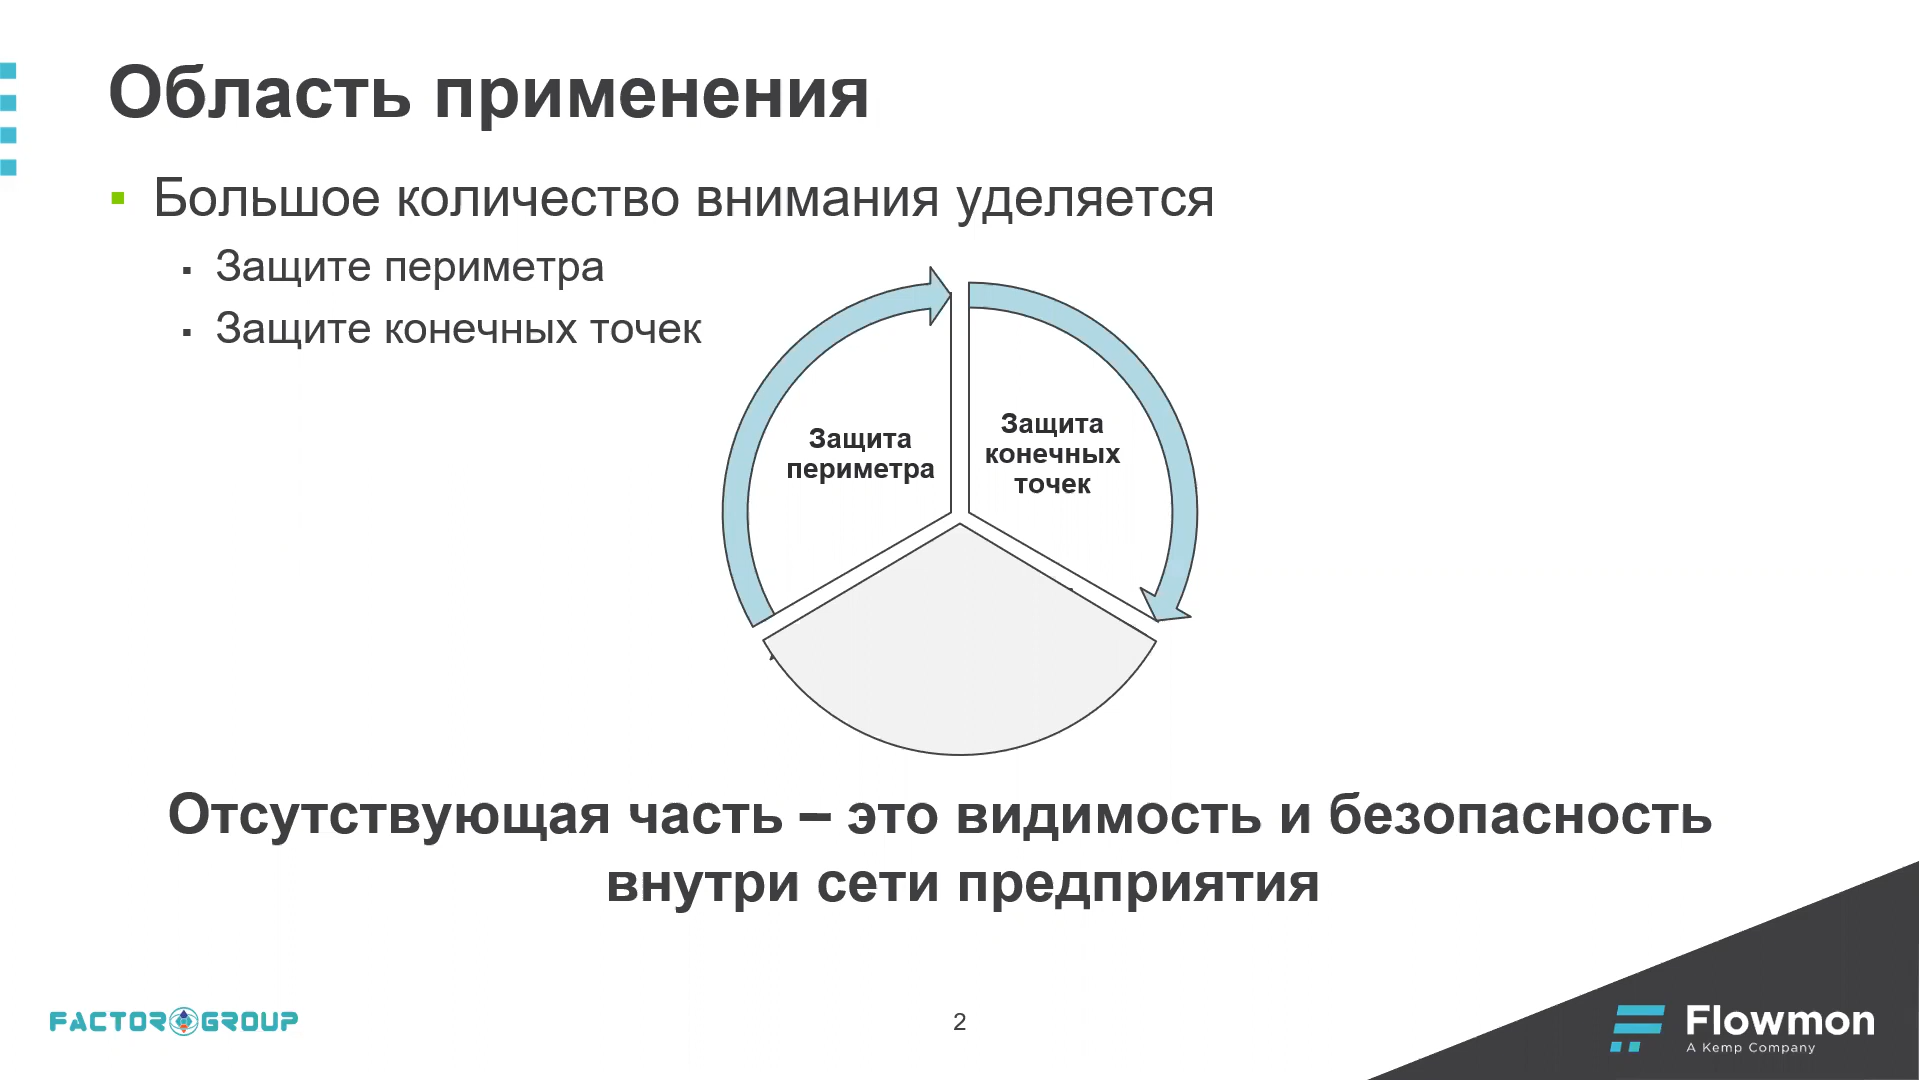 Область применения
Большое количество внимания уделяется
Защите периметра
Защите конечных точек
Защита
периметра
Защита
конечных
точек
Отсутствующая часть – это видимость и безопасность
внутри сети предприятия
FACTOR GROUP
2
Flowmon
A Kemp Company